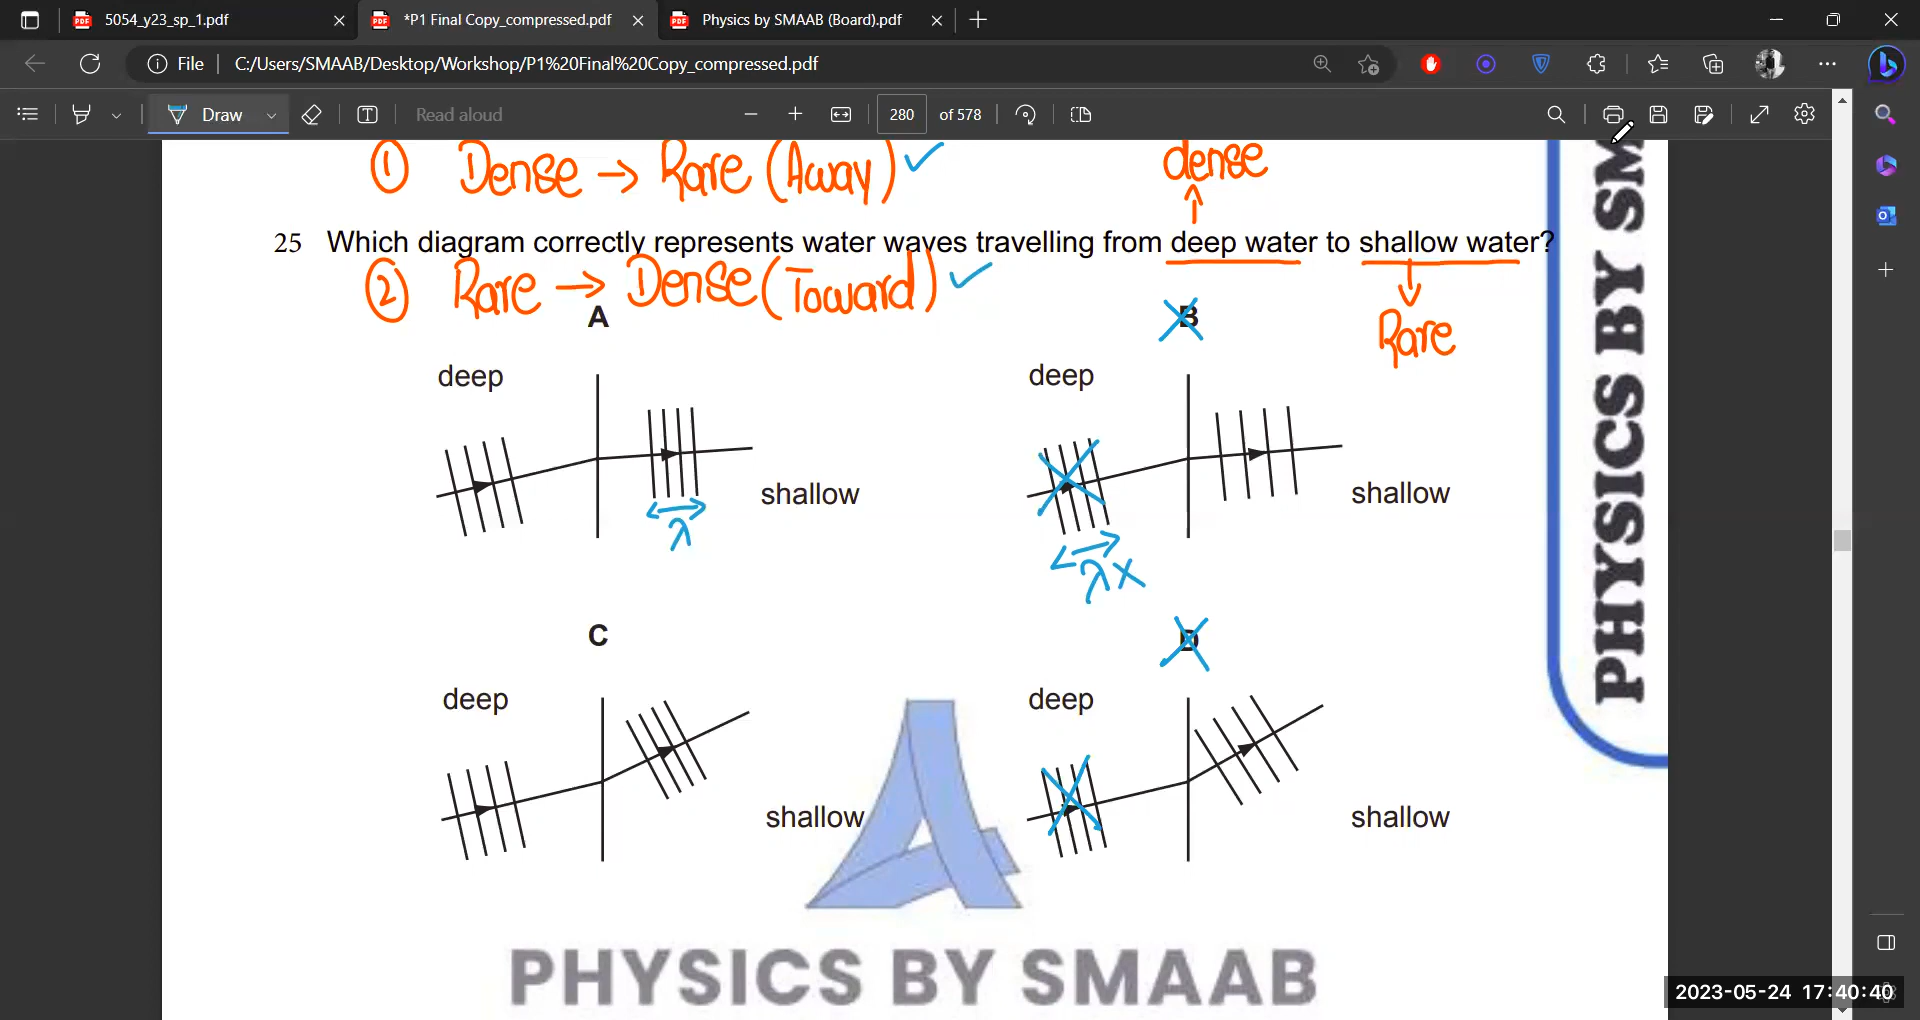 5054_y23_sp_1.pdf
*P1 Final Copy_compressed.pdf
Physics by SMAAB (Board).pdf
File
C:/Users/SMAAB/Desktop/Workshop/P1%20Final%20Copy_compressed.pdf
Draw
Read aloud
280 of 578
① Dense → Rare (Away) ✓
dense
↑
25 Which diagram correctly represents water waves travelling from deep water to shallow water?
② Rare → Dense (Toward) ✓
↓
Rare
A
B
deep
deep
shallow
shallow
λ
λ ×
C
D
deep
deep
shallow
shallow
PHYSICS BY SM
PHYSICS BY SMAAB
2023-05-24 17:40:40